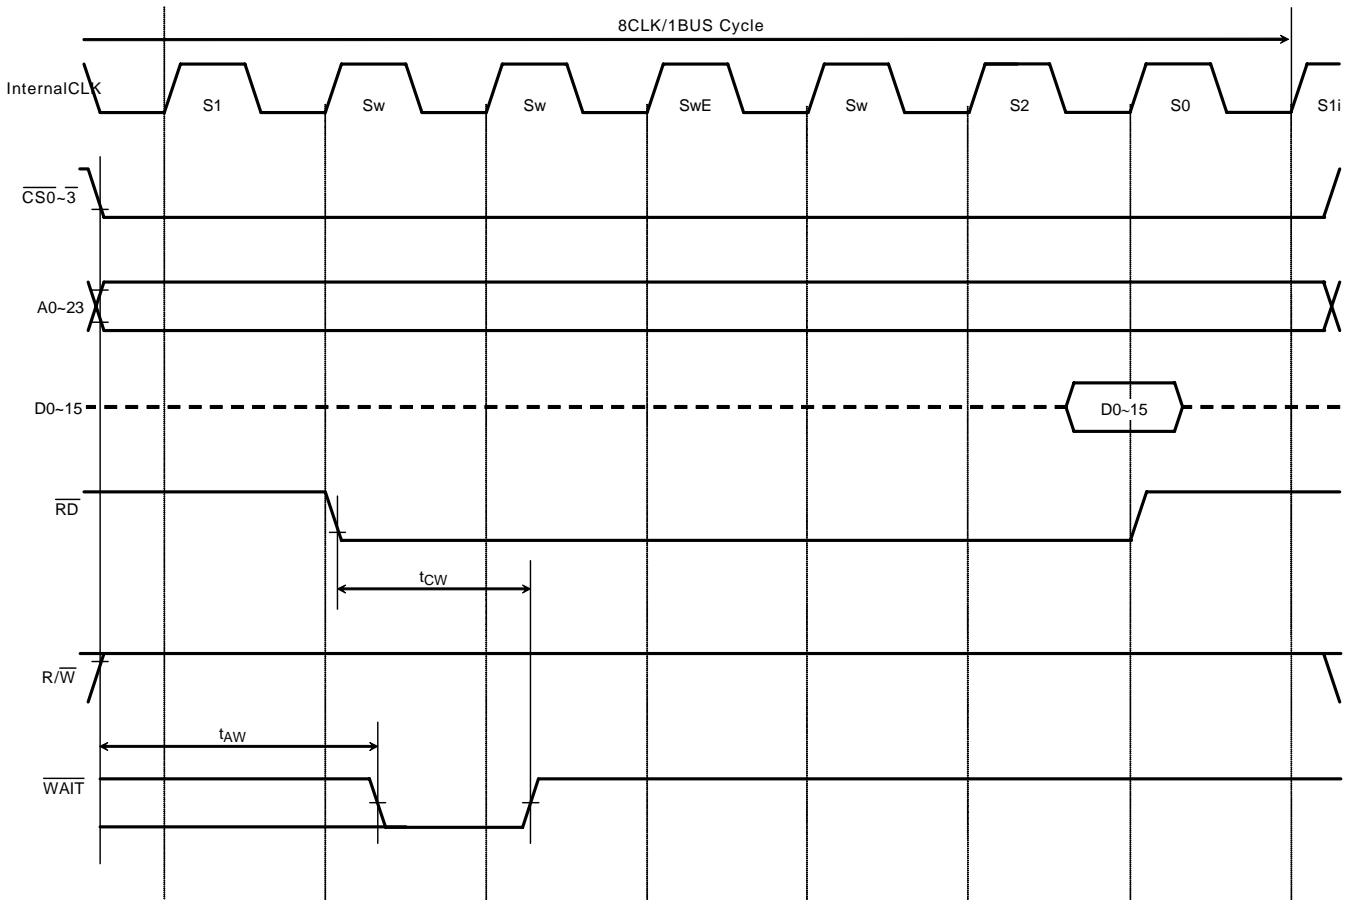 8CLK/1BUS Cycle
InternalCLK
S1 Sw Sw SwE Sw S2 S0 S1i
CS0~3
A0~23
D0~15 D0~15
RD
tCW
R/W
tAW
WAIT